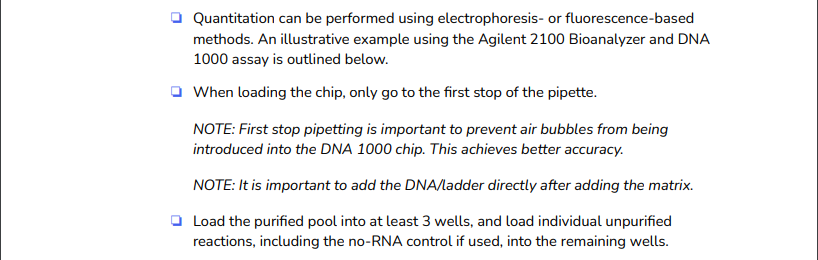 Quantitation can be performed using electrophoresis- or fluorescence-based
methods. An illustrative example using the Agilent 2100 Bioanalyzer and DNA
1000 assay is outlined below.
When loading the chip, only go to the first stop of the pipette.
NOTE: First stop pipetting is important to prevent air bubbles from being
introduced into the DNA 1000 chip. This achieves better accuracy.
NOTE: It is important to add the DNA/ladder directly after adding the matrix.
Load the purified pool into at least 3 wells, and load individual unpurified
reactions, including the no-RNA control if used, into the remaining wells.